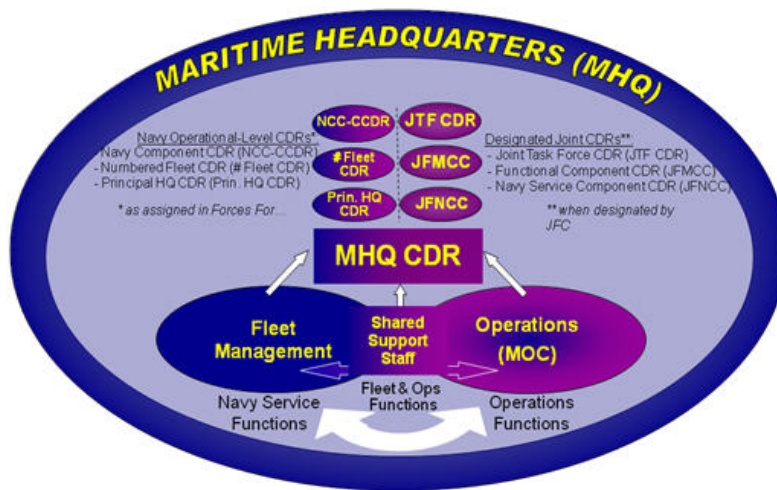 MARITIME HEADQUARTERS (MHQ)
NCC-CCDR
JTF CDR
Navy Operational-Level CDRs*:
- Navy Component CDR (NCC-CCDR)
- Numbered Fleet CDR (# Fleet CDR)
- Principal HQ CDR (Prin. HQ CDR)
* as assigned in Forces For...
# Fleet
CDR
JFMCC
Prin. HQ
CDR
JFNCC
Designated Joint CDRs**:
- Joint Task Force CDR (JTF CDR)
- Functional Component CDR (JFMCC)
- Navy Service Component CDR (JFNCC)
** when designated by
JFC
MHQ CDR
Fleet
Management
Shared
Support
Staff
Operations
(MOC)
Navy Service
Functions
Fleet & Ops
Functions
Operations
Functions